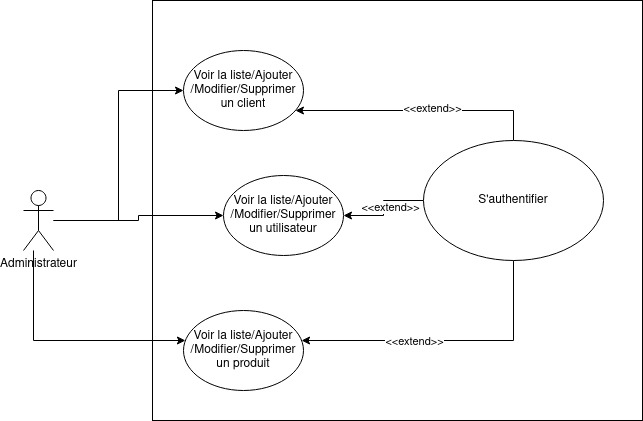 Voir la liste/Ajouter
/Modifier/Supprimer
un client
<<extend>>
Voir la liste/Ajouter
/Modifier/Supprimer
un utilisateur
<<extend>>
S'authentifier
Administrateur
Voir la liste/Ajouter
/Modifier/Supprimer
un produit
<<extend>>